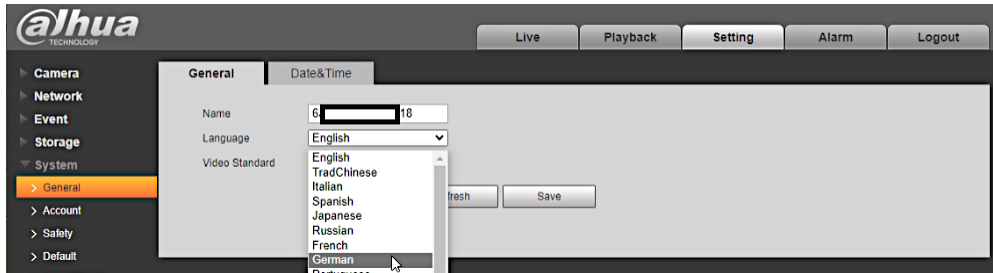 alhua
TECHNOLOGY
Live Playback Setting Alarm Logout
Camera
Network
Event
Storage
System
General
Account
Safety
Default
General Date&Time
Name 6 18
Language English
Video Standard
English
TradChinese
Italian
Spanish
Japanese
Russian
French
German
fresh Save